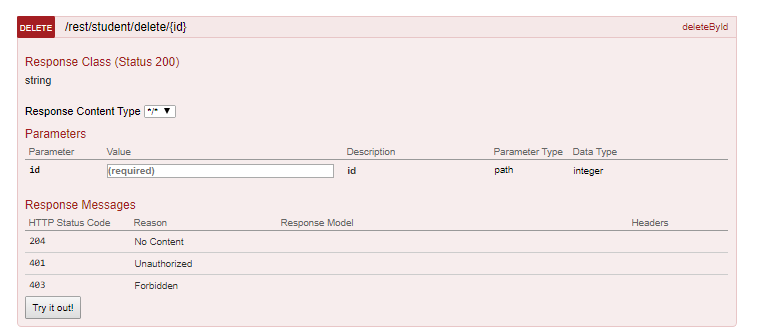 DELETE /rest/student/delete/{id} deleteById
Response Class (Status 200)
string
Response Content Type */* ▼
Parameters
Parameter Value Description Parameter Type Data Type
id (required) id path integer
Response Messages
HTTP Status Code Reason Response Model Headers
204 No Content
401 Unauthorized
403 Forbidden
Try it out!